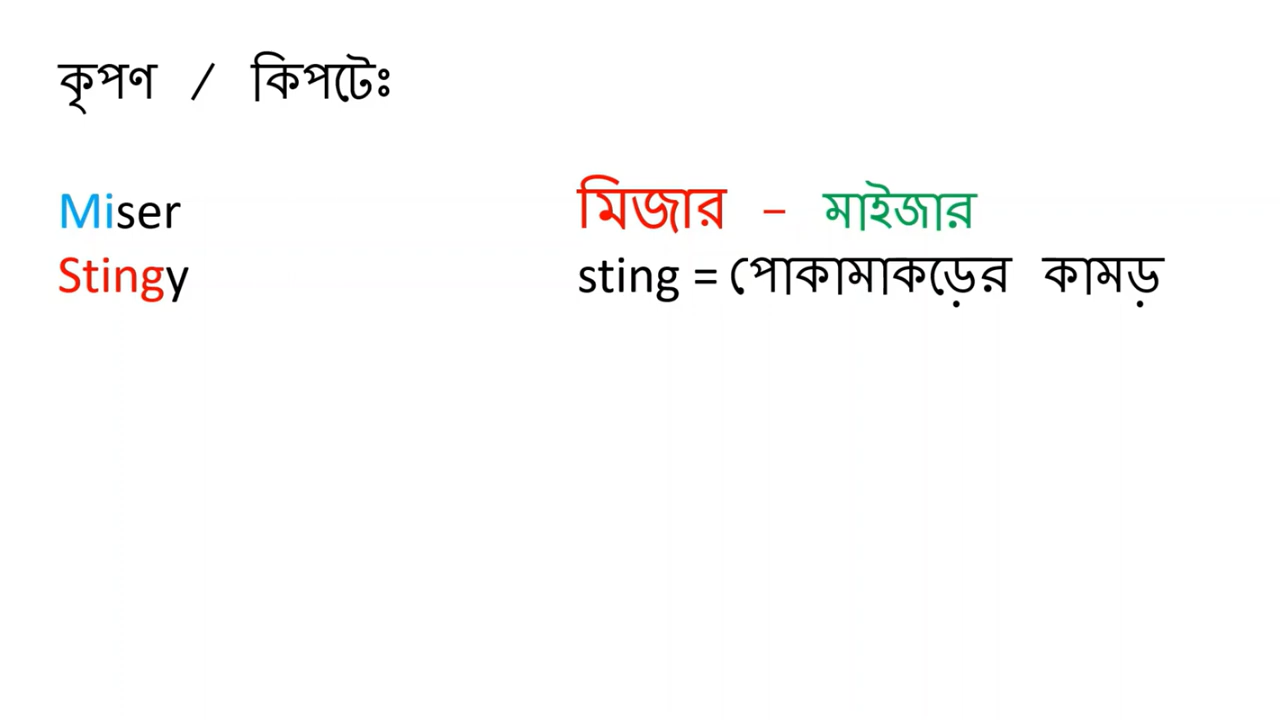 কৃপণ / কিপটেঃ
Miser মিজার – মাইজার
Stingy sting = পোকামাকড়ের কামড়